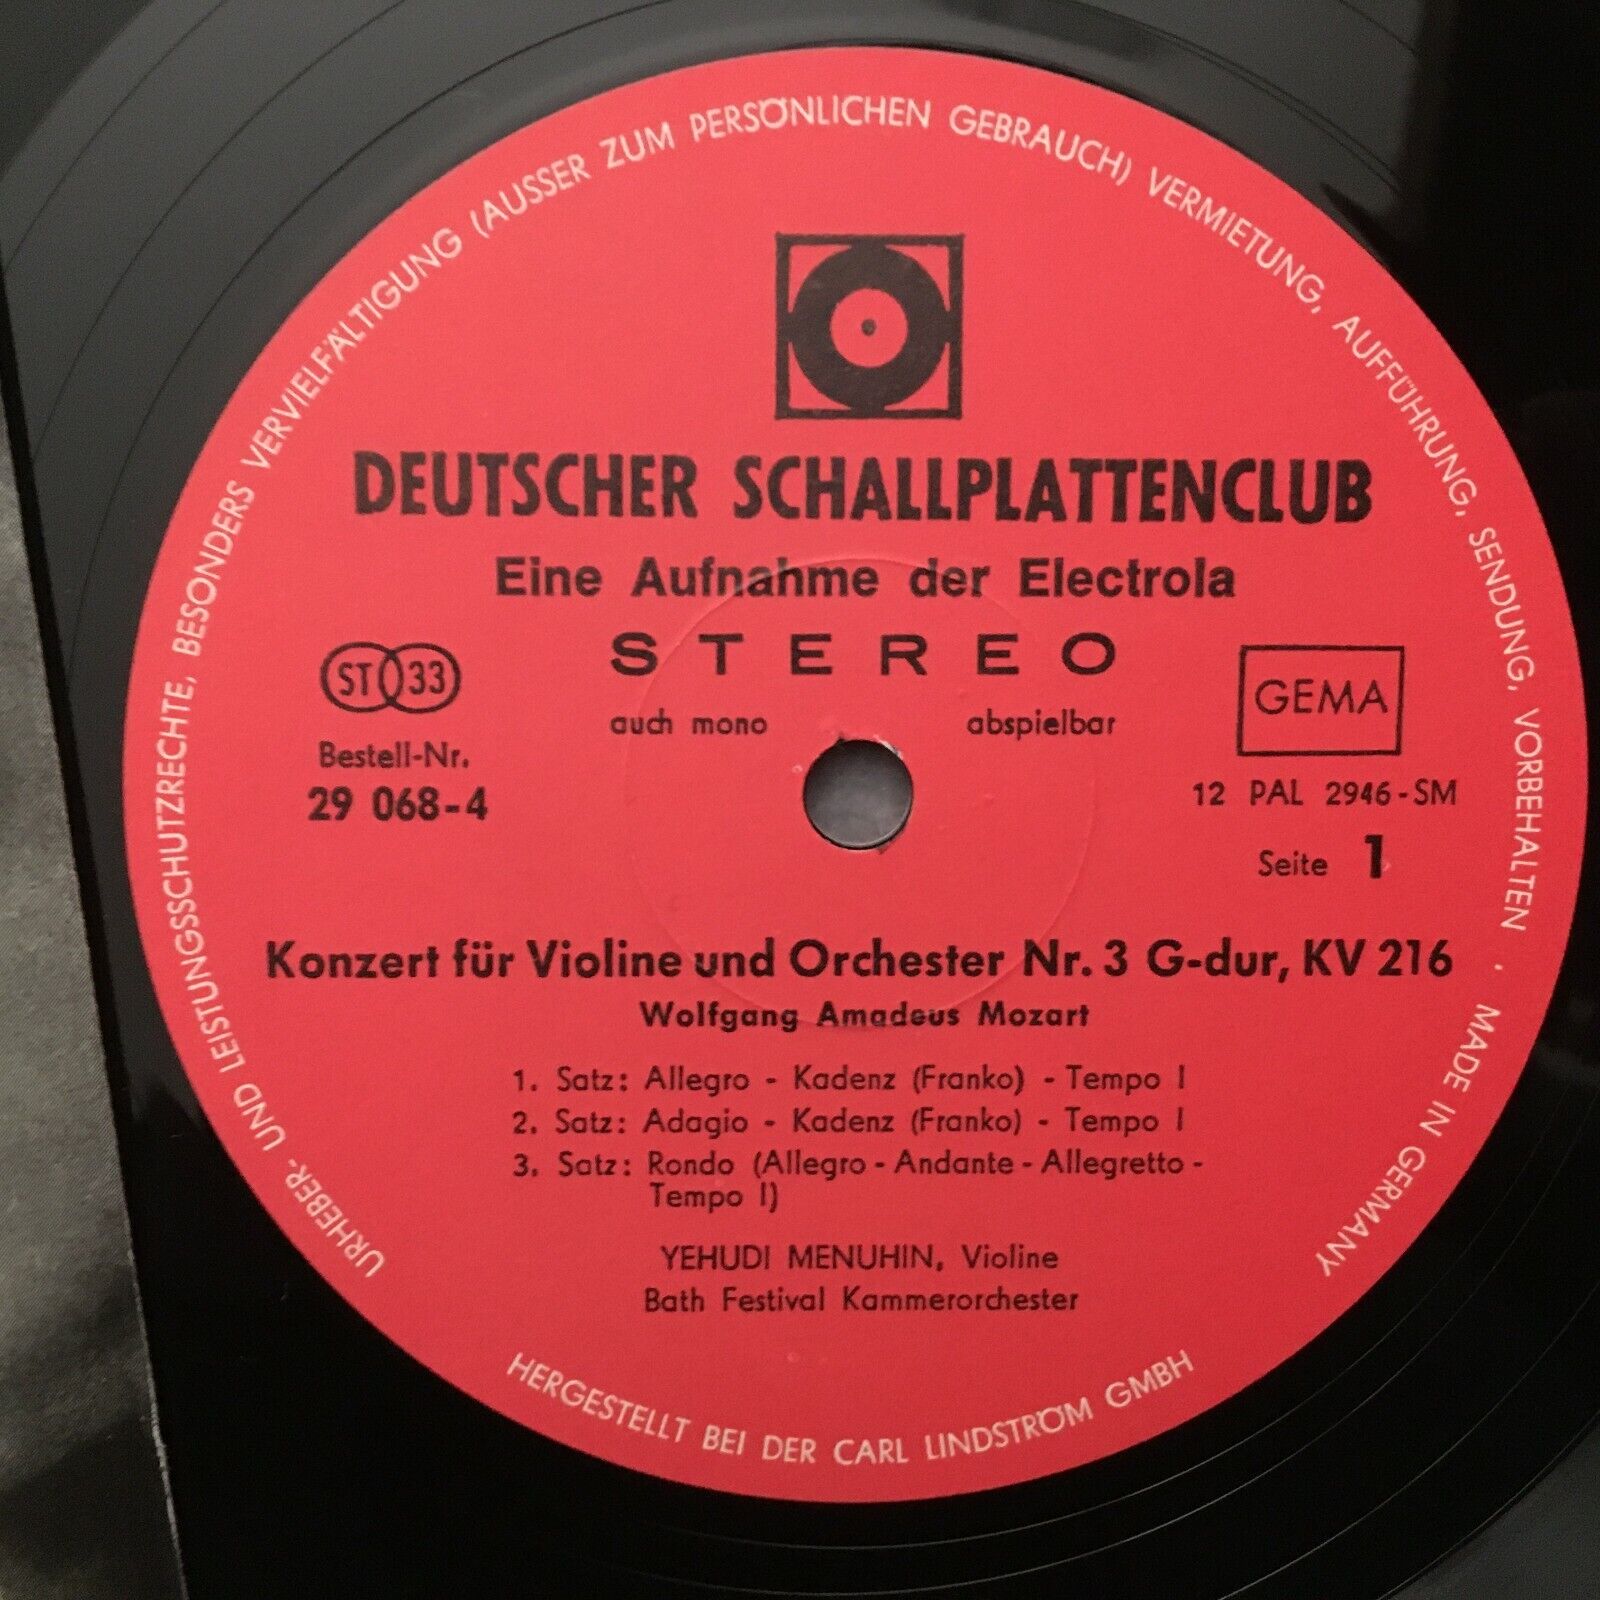 URHEBER- UND LEISTUNGSSCHUTZRECHTE, BESONDERS VERVIELFÄLTIGUNG (AUSSER ZUM PERSÖNLICHEN GEBRAUCH) VERMIETUNG, AUFFÜHRUNG, SENDUNG, VORBEHALTEN · MADE IN GERMANY
DEUTSCHER SCHALLPLATTENCLUB
Eine Aufnahme der Electrola
STEREO
auch mono abspielbar
ST 33
Bestell-Nr.
29 068-4
GEMA
12 PAL 2946-SM
Seite 1
Konzert für Violine und Orchester Nr. 3 G-dur, KV 216
Wolfgang Amadeus Mozart
1. Satz: Allegro - Kadenz (Franko) - Tempo I
2. Satz: Adagio - Kadenz (Franko) - Tempo I
3. Satz: Rondo (Allegro - Andante - Allegretto -
Tempo I)
YEHUDI MENUHIN, Violine
Bath Festival Kammerorchester
HERGESTELLT BEI DER CARL LINDSTRÖM GMBH